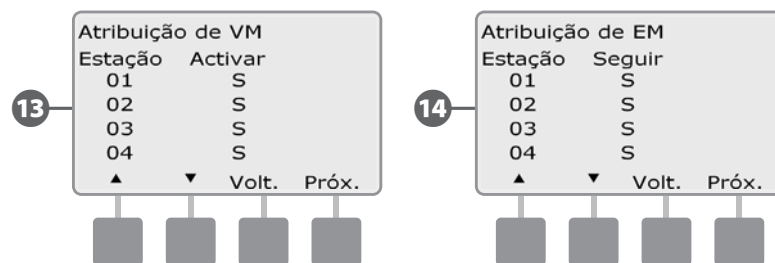 13
Atribuição de VM
Estação Activar
01 S
02 S
03 S
04 S
▲ ▼ Volt. Próx.
14
Atribuição de EM
Estação Seguir
01 S
02 S
03 S
04 S
▲ ▼ Volt. Próx.